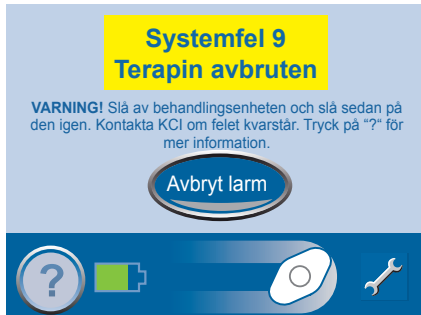 Systemfel 9
Terapin avbruten
VARNING! Slå av behandlingsenheten och slå sedan på
den igen. Kontakta KCI om felet kvarstår. Tryck på “?“ för
mer information.
Avbryt larm
?